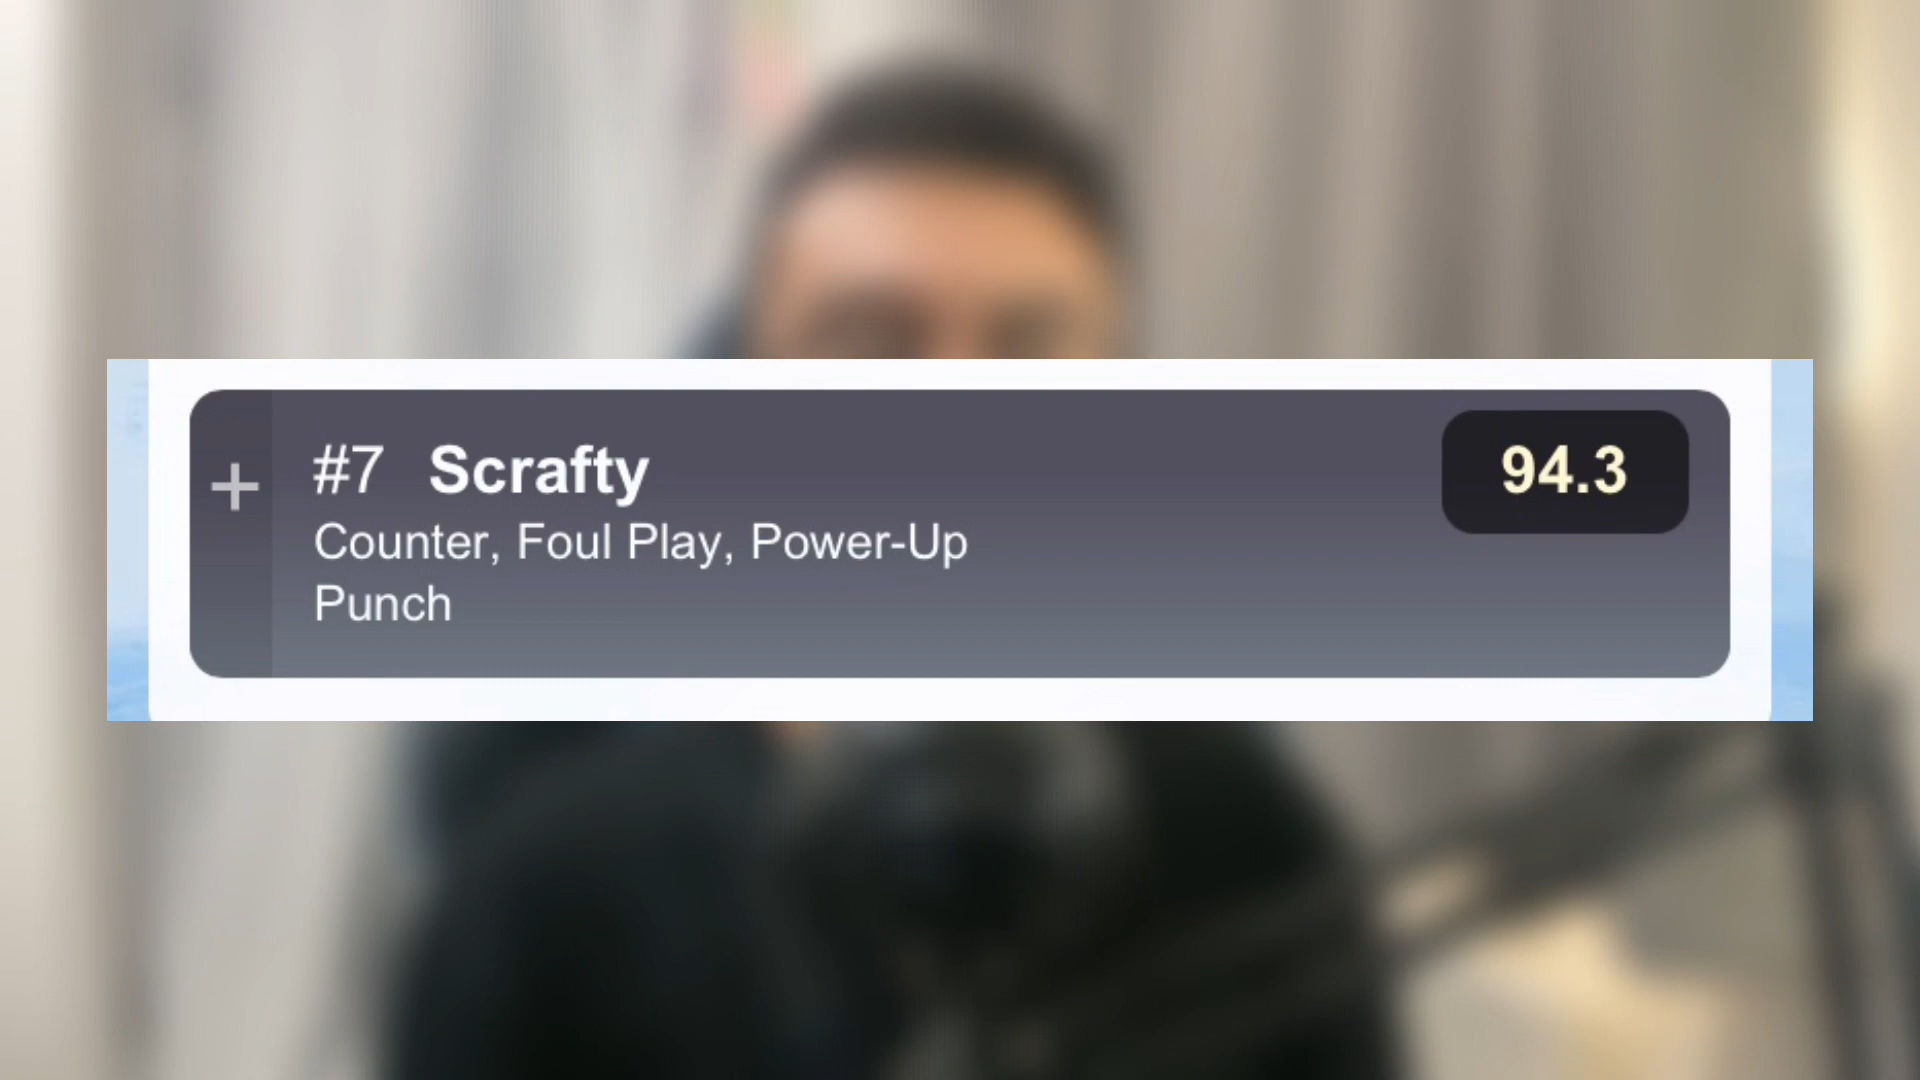 +
#7 Scrafty
94.3
Counter, Foul Play, Power-Up
Punch